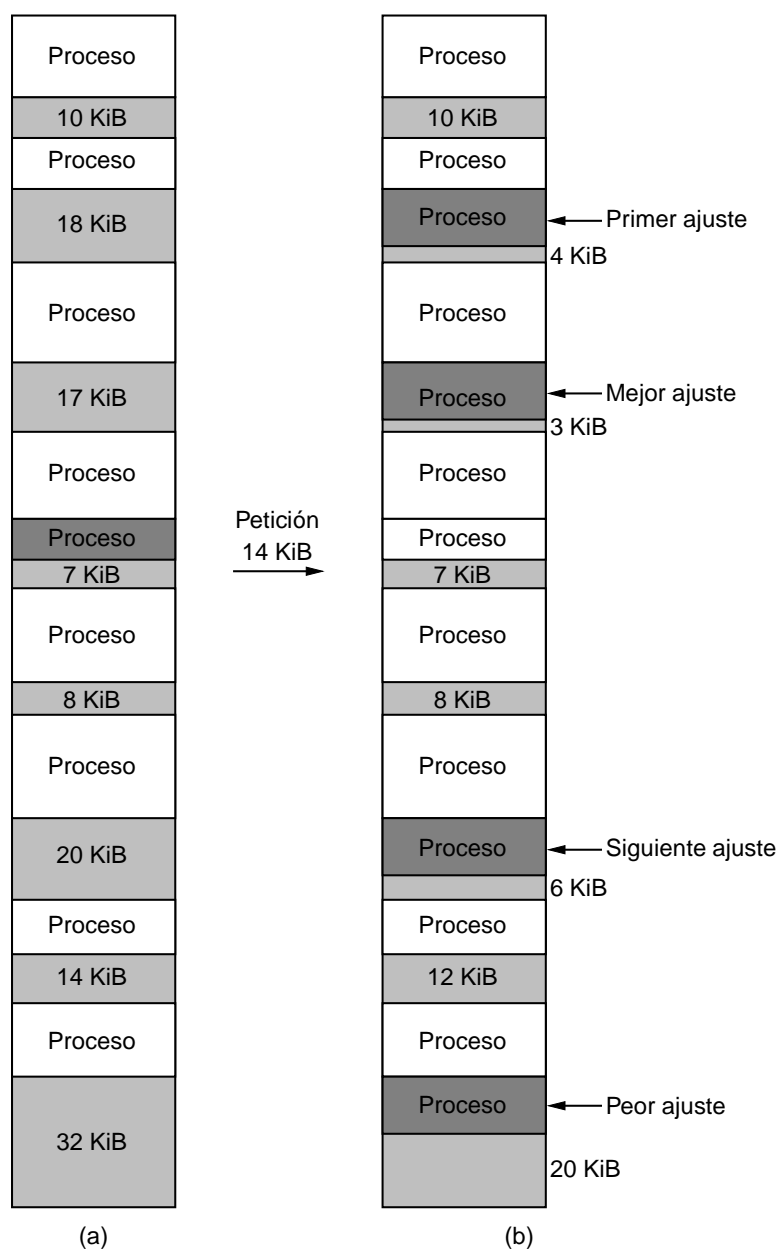 Proceso
10 KiB
Proceso
18 KiB
Proceso
17 KiB
Proceso
Proceso
7 KiB
Proceso
8 KiB
Proceso
20 KiB
Proceso
14 KiB
Proceso
32 KiB
(a)
Petición
14 KiB
Proceso
10 KiB
Proceso
Proceso
Primer ajuste
4 KiB
Proceso
Proceso
Mejor ajuste
3 KiB
Proceso
Proceso
7 KiB
Proceso
8 KiB
Proceso
Proceso
Siguiente ajuste
6 KiB
Proceso
12 KiB
Proceso
Proceso
Peor ajuste
20 KiB
(b)